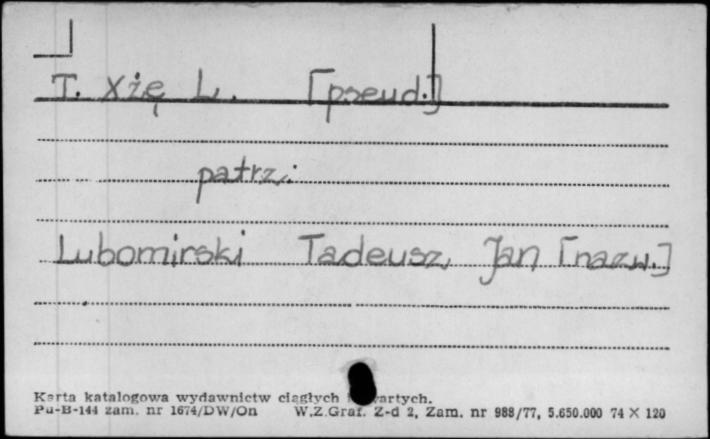 T. Xżę L. [pseud.]
patrz:
Lubomirski Tadeusz Jan [nazw.]
Karta katalogowa wydawnictw ciągłych
Pu-B-144 zam. nr 1674/DW/On W.Z.Graf. Z-d 2, Zam. nr 988/77, 5.650.000 74 X 120